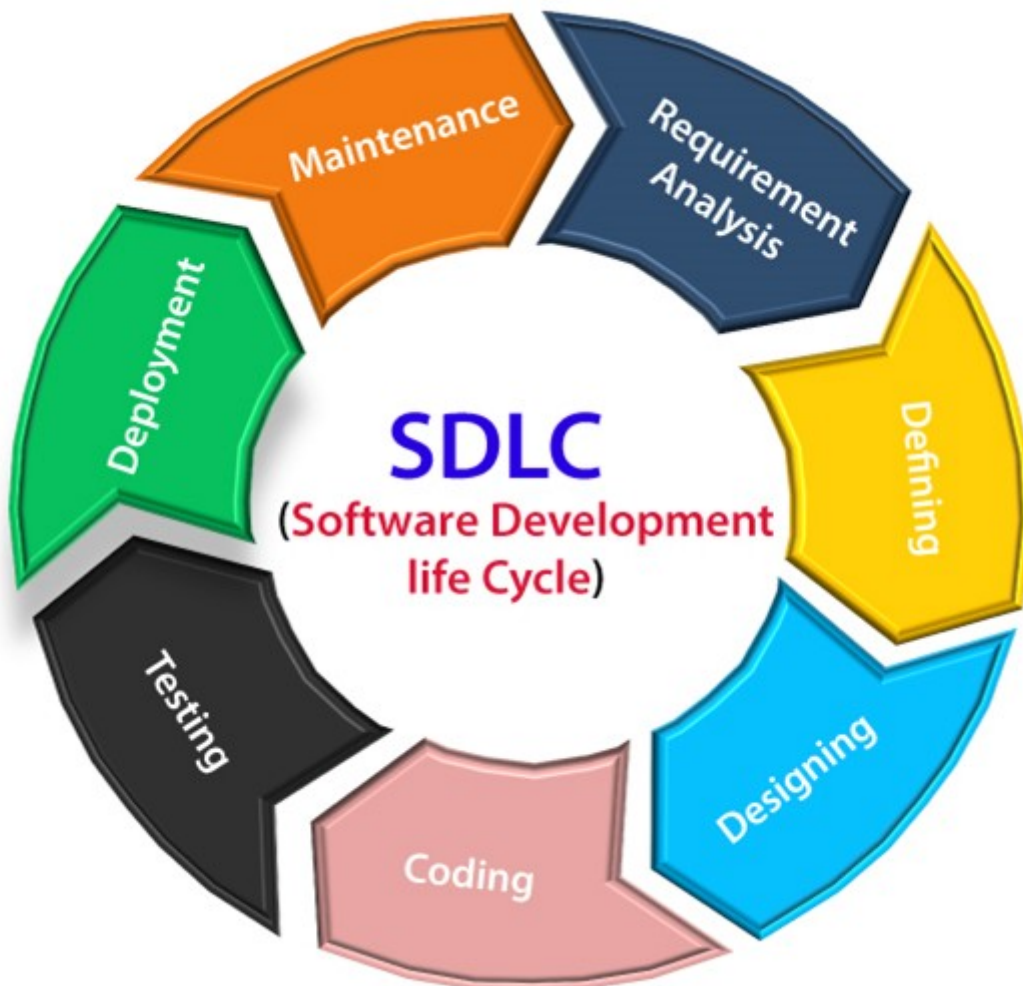 Requirement
Analysis
Defining
Designing
Coding
Testing
Deployment
Maintenance
SDLC
(Software Development
life Cycle)